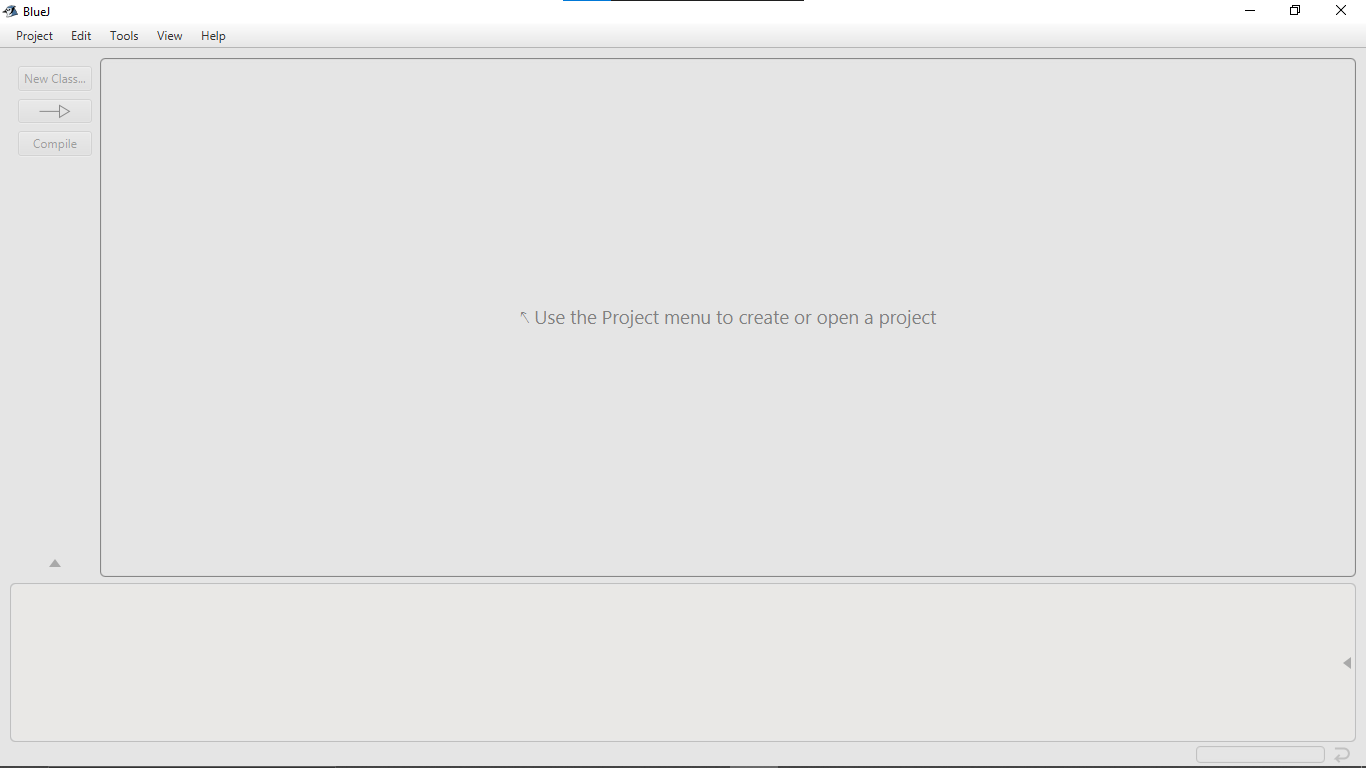 BlueJ
Project Edit Tools View Help
New Class...
Compile
Use the Project menu to create or open a project